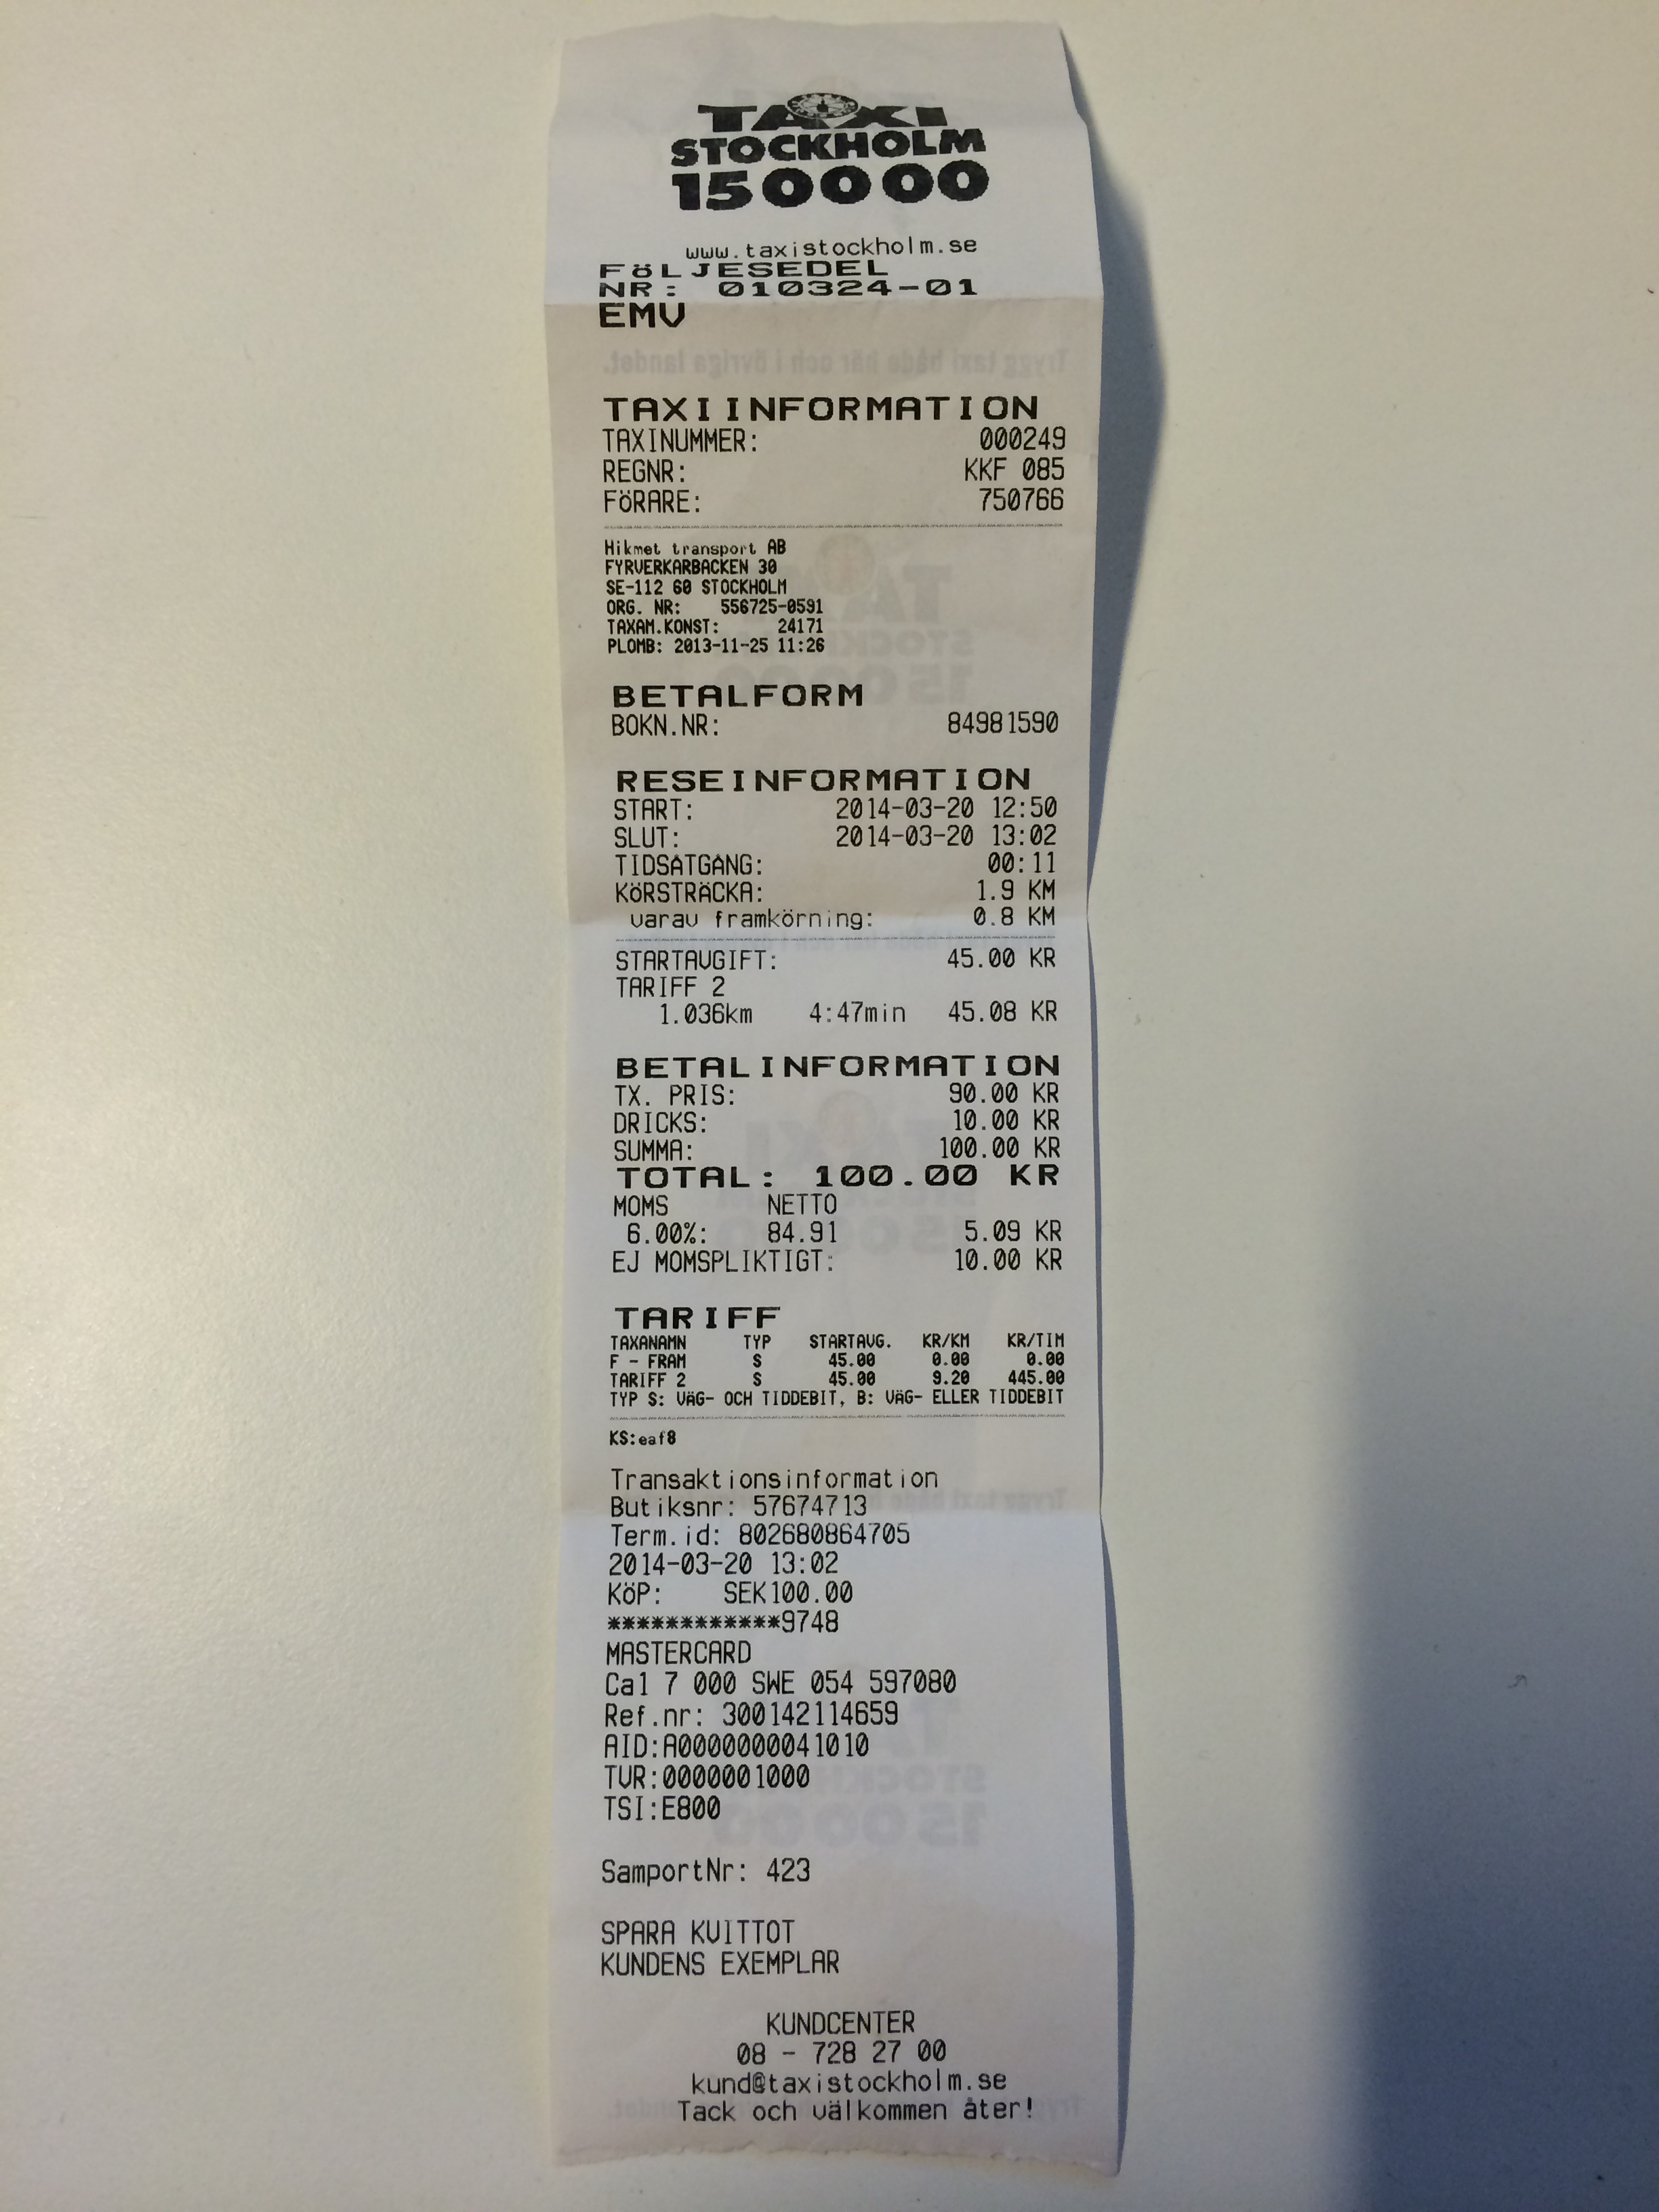 TAXI
STOCKHOLM
150000
www.taxistockholm.se
FÖLJESEDEL
NR: 010324-01
EMV
Trygg taxi både här och i övriga landet.
TAXIINFORMATION
TAXINUMMER: 000249
REGNR: KKF 085
FÖRARE: 750766
Hikmet transport AB
FYRVERKARBACKEN 30
SE-112 60 STOCKHOLM
ORG. NR: 556725-0591
TAXAM.KONST: 24171
PLOMB: 2013-11-25 11:26
BETALFORM
BOKN.NR: 84981590
RESEINFORMATION
START: 2014-03-20 12:50
SLUT: 2014-03-20 13:02
TIDSÅTGÅNG: 00:11
KÖRSTRÄCKA: 1.9 KM
varav framkörning: 0.8 KM
STARTAVGIFT: 45.00 KR
TARIFF 2
1.036km 4:47min 45.08 KR
BETALINFORMATION
TX. PRIS: 90.00 KR
DRICKS: 10.00 KR
SUMMA: 100.00 KR
TOTAL: 100.00 KR
MOMS NETTO
6.00%: 84.91 5.09 KR
EJ MOMSPLIKTIGT: 10.00 KR
TARIFF
TAXANAMN TYP STARTAVG. KR/KM KR/TIM
F - FRAM S 45.00 0.00 0.00
TARIFF 2 S 45.00 9.20 445.00
TYP S: VÄG- OCH TIDDEBIT, B: VÄG- ELLER TIDDEBIT
KS:eaf8
Transaktionsinformation
Butiksnr: 57674713
Term.id: 802680864705
2014-03-20 13:02
KÖP: SEK100.00
************9748
MASTERCARD
Ca1 7 000 SWE 054 597080
Ref.nr: 300142114659
AID:A0000000041010
TVR:0000001000
TSI:E800
SamportNr: 423
SPARA KVITTOT
KUNDENS EXEMPLAR
KUNDCENTER
08 - 728 27 00
kund@taxistockholm.se
Tack och välkommen åter!